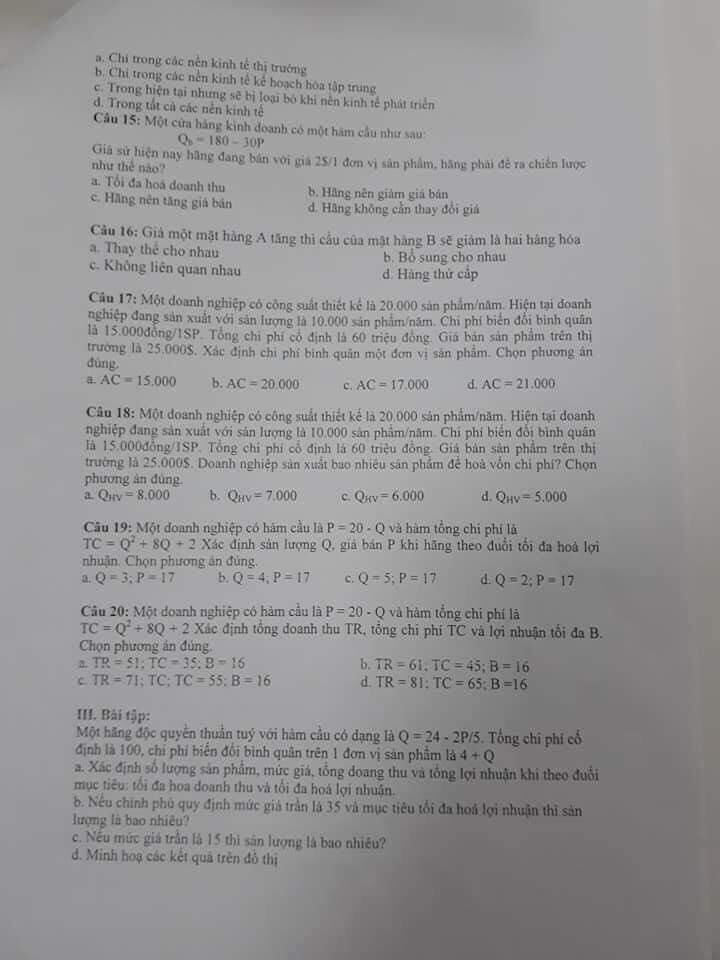 a. Chỉ trong các nền kinh tế thị trường
b. Chỉ trong các nền kinh tế kế hoạch hóa tập trung
c. Trong hiện tại nhưng sẽ bị loại bỏ khi nền kinh tế phát triển
d. Trong tất cả các nền kinh tế
Câu 15: Một cửa hàng kinh doanh có một hàm cầu như sau:
Q_D = 180 – 30P
Giả sử hiện nay hãng đang bán với giá 2$/1 đơn vị sản phẩm, hãng phải đề ra chiến lược
như thế nào?
a. Tối đa hoá doanh thu b. Hãng nên giảm giá bán
c. Hãng nên tăng giá bán d. Hãng không cần thay đổi giá
Câu 16: Giả một mặt hàng A tăng thì cầu của mặt hàng B sẽ giảm là hai hàng hóa
a. Thay thế cho nhau b. Bổ sung cho nhau
c. Không liên quan nhau d. Hàng thứ cấp
Câu 17: Một doanh nghiệp có công suất thiết kế là 20.000 sản phẩm/năm. Hiện tại doanh
nghiệp đang sản xuất với sản lượng là 10.000 sản phẩm/năm. Chi phí biến đổi bình quân
là 15.000đồng/1SP. Tổng chi phí cố định là 60 triệu đồng. Giá bán sản phẩm trên thị
trường là 25.000$. Xác định chi phí bình quân một đơn vị sản phẩm. Chọn phương án
đúng.
a. AC = 15.000 b. AC = 20.000 c. AC = 17.000 d. AC = 21.000
Câu 18: Một doanh nghiệp có công suất thiết kế là 20.000 sản phẩm/năm. Hiện tại doanh
nghiệp đang sản xuất với sản lượng là 10.000 sản phẩm/năm. Chi phí biến đổi bình quân
là 15.000đồng/1SP. Tổng chi phí cố định là 60 triệu đồng. Giá bán sản phẩm trên thị
trường là 25.000$. Doanh nghiệp sản xuất bao nhiêu sản phẩm để hoà vốn chi phí? Chọn
phương án đúng.
a. Q_HV = 8.000 b. Q_HV = 7.000 c. Q_HV = 6.000 d. Q_HV = 5.000
Câu 19: Một doanh nghiệp có hàm cầu là P = 20 - Q và hàm tổng chi phí là
TC = Q² + 8Q + 2 Xác định sản lượng Q, giá bán P khi hãng theo đuổi tối đa hoá lợi
nhuận. Chọn phương án đúng.
a. Q = 3; P = 17 b. Q = 4; P = 17 c. Q = 5; P = 17 d. Q = 2; P = 17
Câu 20: Một doanh nghiệp có hàm cầu là P = 20 - Q và hàm tổng chi phí là
TC = Q² + 8Q + 2 Xác định tổng doanh thu TR, tổng chi phí TC và lợi nhuận tối đa B.
Chọn phương án đúng.
a. TR = 51; TC = 35; B = 16 b. TR = 61; TC = 45; B = 16
c. TR = 71; TC; TC = 55; B = 16 d. TR = 81; TC = 65; B =16
III. Bài tập:
Một hãng độc quyền thuần tuý với hàm cầu có dạng là Q = 24 - 2P/5. Tổng chi phí cố
định là 100, chi phí biến đổi bình quân trên 1 đơn vị sản phẩm là 4 + Q
a. Xác định số lượng sản phẩm, mức giá, tổng doang thu và tổng lợi nhuận khi theo đuổi
mục tiêu: tối đa hoa doanh thu và tối đa hoá lợi nhuận.
b. Nếu chính phủ quy định mức giá trần là 35 và mục tiêu tối đa hoá lợi nhuận thì sản
lượng là bao nhiêu?
c. Nếu mức giá trần là 15 thì sản lượng là bao nhiêu?
d. Minh hoạ các kết quả trên đồ thị